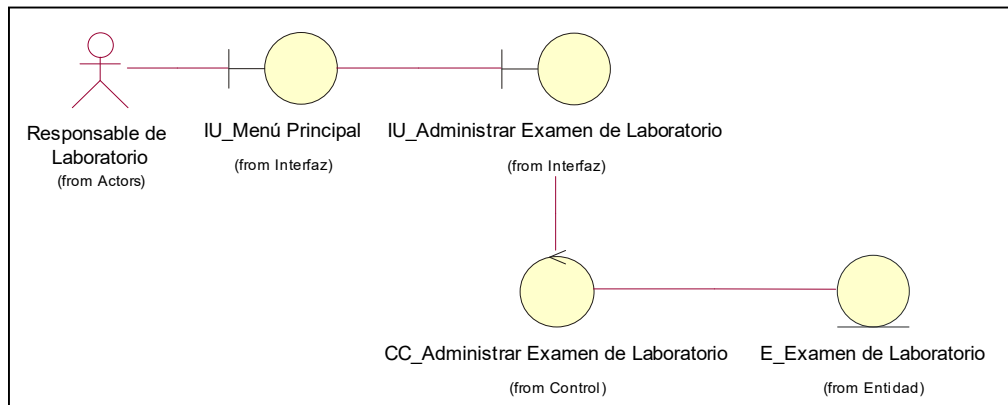 Responsable de
Laboratorio
(from Actors)
IU_Menú Principal
(from Interfaz)
IU_Administrar Examen de Laboratorio
(from Interfaz)
CC_Administrar Examen de Laboratorio
(from Control)
E_Examen de Laboratorio
(from Entidad)